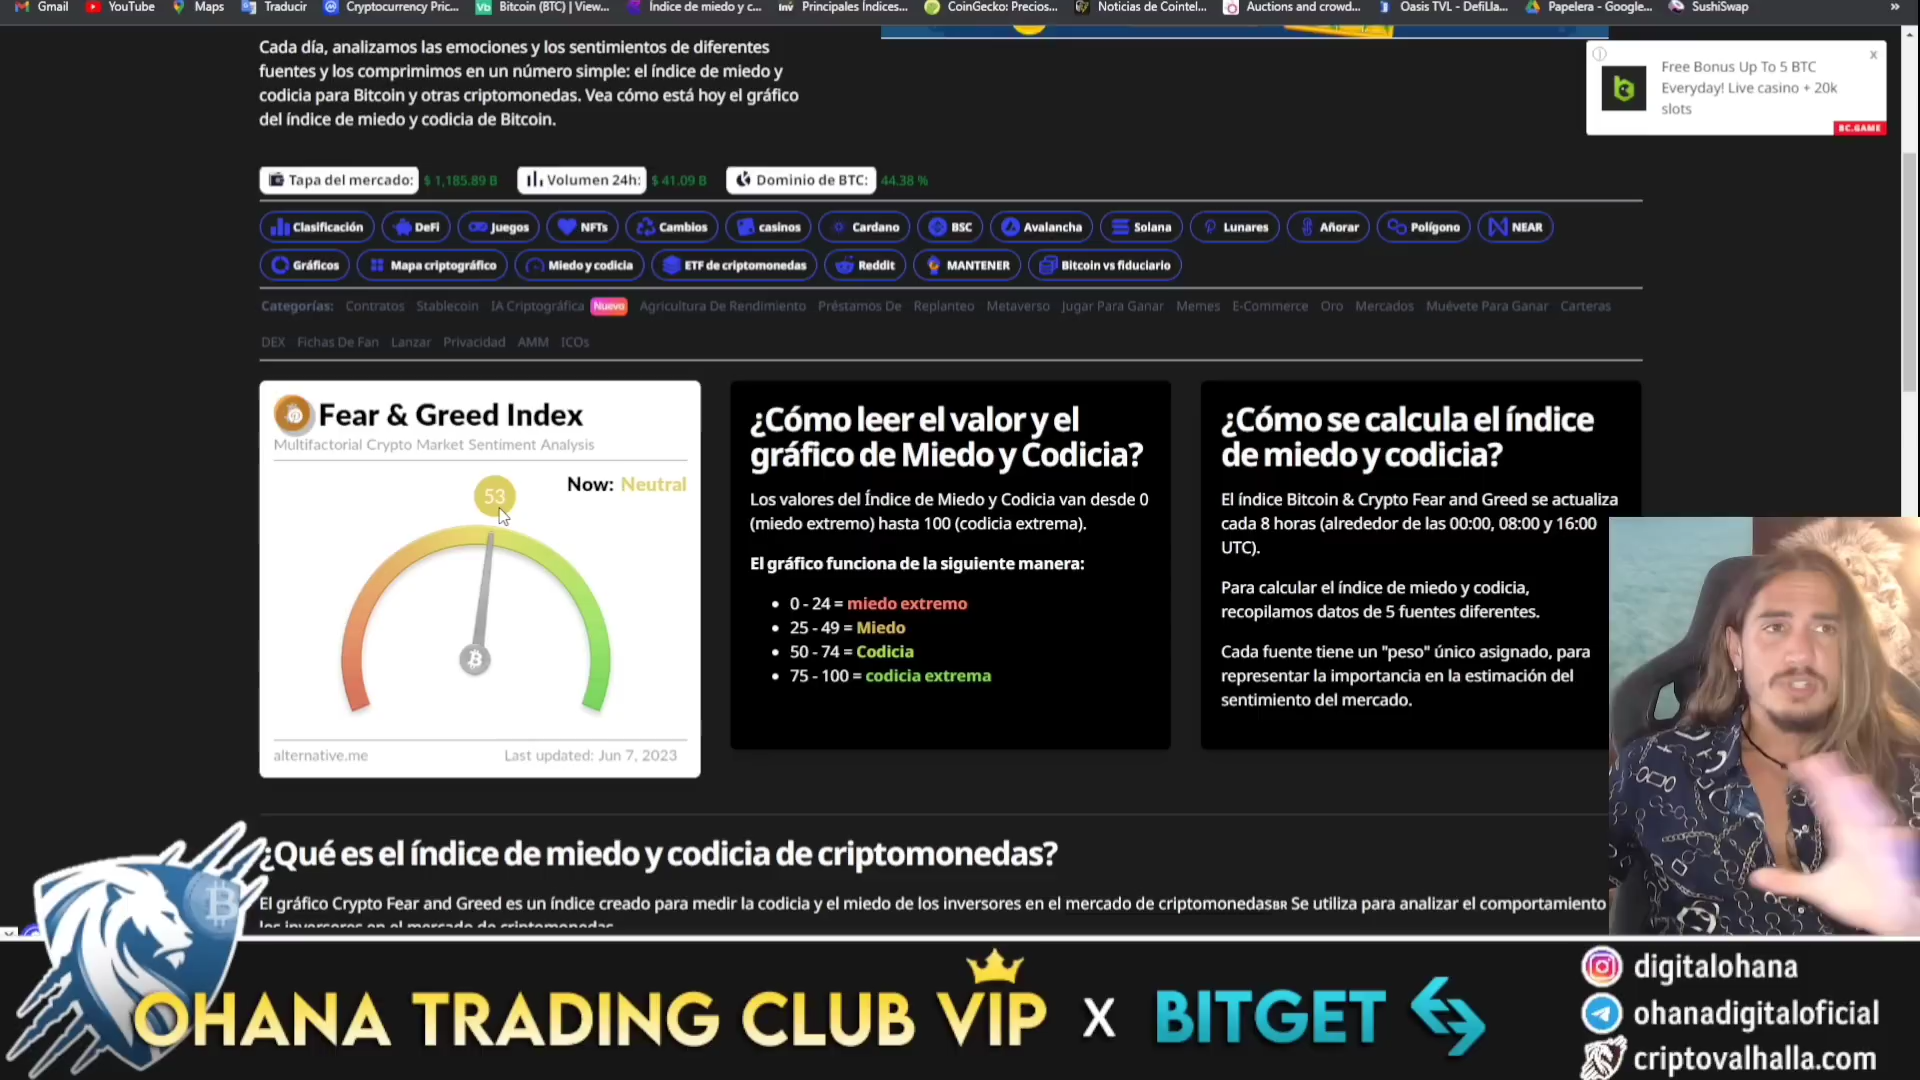 Gmail YouTube Maps Traducir Cryptocurrency Pric... Bitcoin (BTC) | View... Índice de miedo y c... Principales Índices... CoinGecko: Precios... Noticias de Cointel... Auctions and crowd... Oasis TVL - DefiLla... Papelera - Google... SushiSwap »
Cada día, analizamos las emociones y los sentimientos de diferentes
fuentes y los comprimimos en un número simple: el índice de miedo y
codicia para Bitcoin y otras criptomonedas. Vea cómo está hoy el gráfico
del índice de miedo y codicia de Bitcoin.
Free Bonus Up To 5 BTC
Everyday! Live casino + 20k
slots
BC.GAME
Tapa del mercado: $ 1,185.89 B Volumen 24h: $ 41.09 B Dominio de BTC: 44.38 %
Clasificación DeFi Juegos NFTs Cambios casinos Cardano BSC Avalancha Solana Lunares Añorar Polígono NEAR
Gráficos Mapa criptográfico Miedo y codicia ETF de criptomonedas Reddit MANTENER Bitcoin vs fiduciario
Categorías: Contratos Stablecoin IA Criptográfica Nuevo Agricultura De Rendimiento Préstamos De Replanteo Metaverso Jugar Para Ganar Memes E-Commerce Oro Mercados Muévete Para Ganar Carteras
DEX Fichas De Fan Lanzar Privacidad AMM ICOs
Fear & Greed Index
Multifactorial Crypto Market Sentiment Analysis
Now: Neutral
53
alternative.me Last updated: Jun 7, 2023
¿Cómo leer el valor y el
gráfico de Miedo y Codicia?
Los valores del Índice de Miedo y Codicia van desde 0
(miedo extremo) hasta 100 (codicia extrema).
El gráfico funciona de la siguiente manera:
• 0 - 24 = miedo extremo
• 25 - 49 = Miedo
• 50 - 74 = Codicia
• 75 - 100 = codicia extrema
¿Cómo se calcula el índice
de miedo y codicia?
El índice Bitcoin & Crypto Fear and Greed se actualiza
cada 8 horas (alrededor de las 00:00, 08:00 y 16:00
UTC).
Para calcular el índice de miedo y codicia,
recopilamos datos de 5 fuentes diferentes.
Cada fuente tiene un "peso" único asignado, para
representar la importancia en la estimación del
sentimiento del mercado.
¿Qué es el índice de miedo y codicia de criptomonedas?
El gráfico Crypto Fear and Greed es un índice creado para medir la codicia y el miedo de los inversores en el mercado de criptomonedasBR Se utiliza para analizar el comportamiento
los inversores en el mercado de criptomonedas.
OHANA TRADING CLUB VIP X BITGET
digitalohana
ohanadigitaloficial
criptovalhalla.com